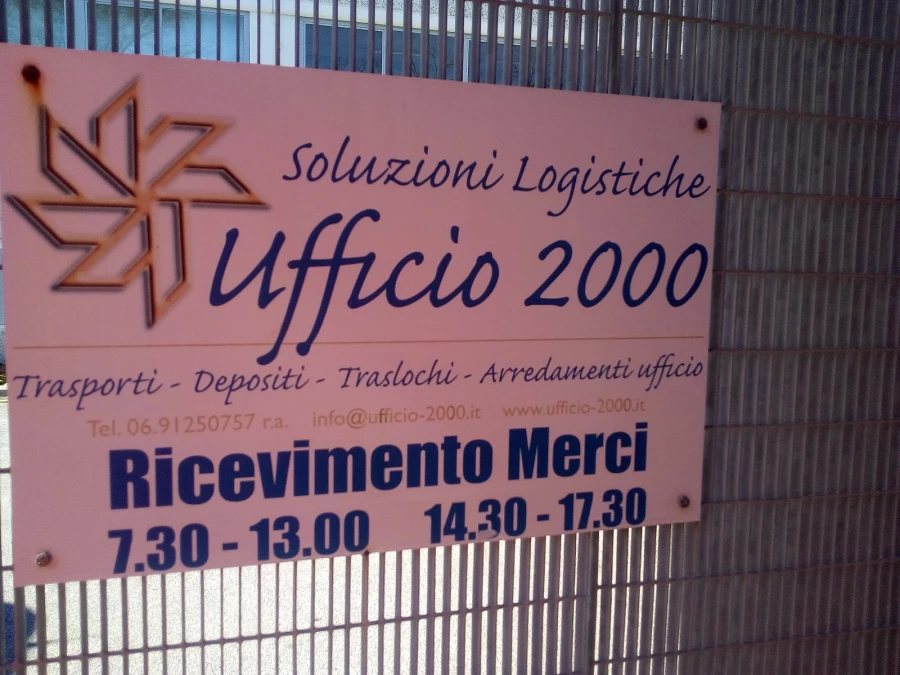 Soluzioni Logistiche
Ufficio 2000
Trasporti - Depositi - Traslochi - Arredamenti ufficio
Tel. 06.91250757 r.a. info@ufficio-2000.it www.ufficio-2000.it
Ricevimento Merci
7.30 - 13.00 14.30 - 17.30